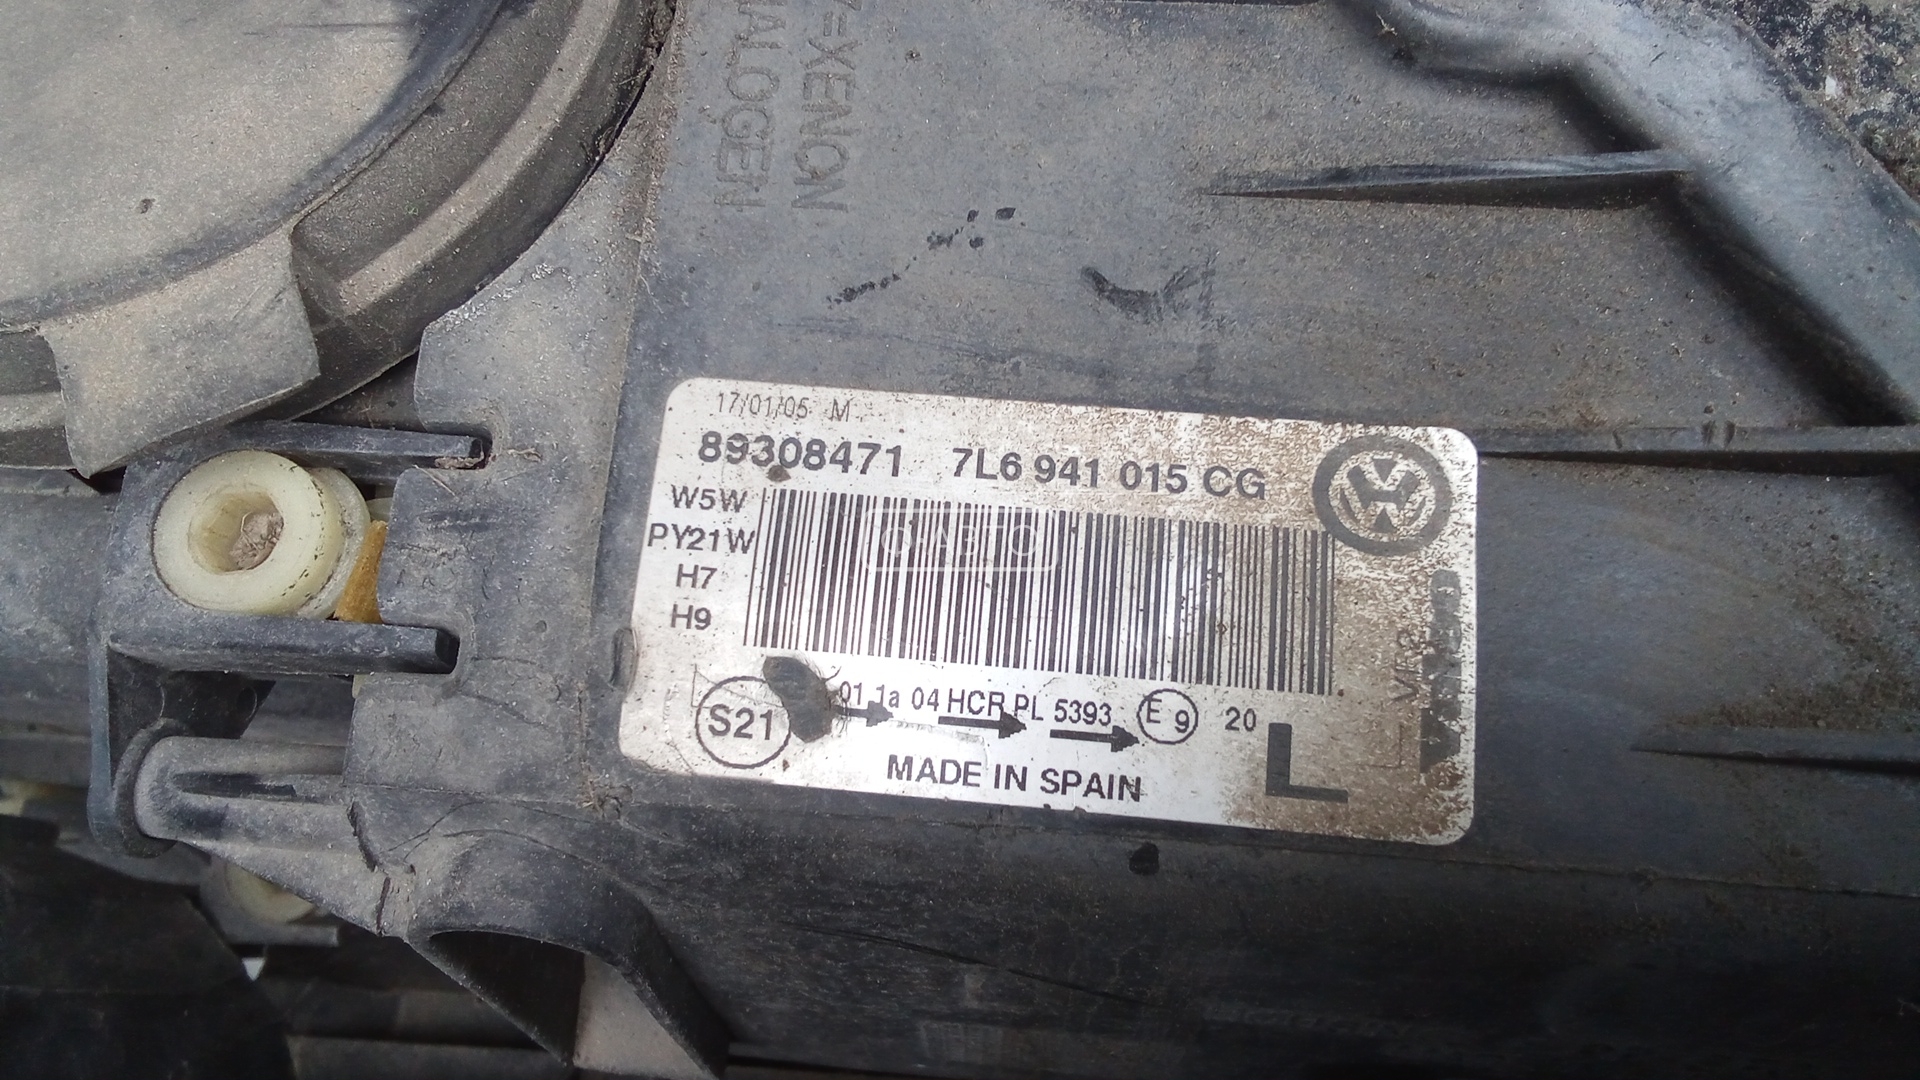 =XENON
HALOGEN
17/01/05 M
89308471 7L6 941 015 CG
W5W
PY21W
H7
H9
S21 01 1a 04 HCR PL 5393 E 9 20
L
MADE IN SPAIN